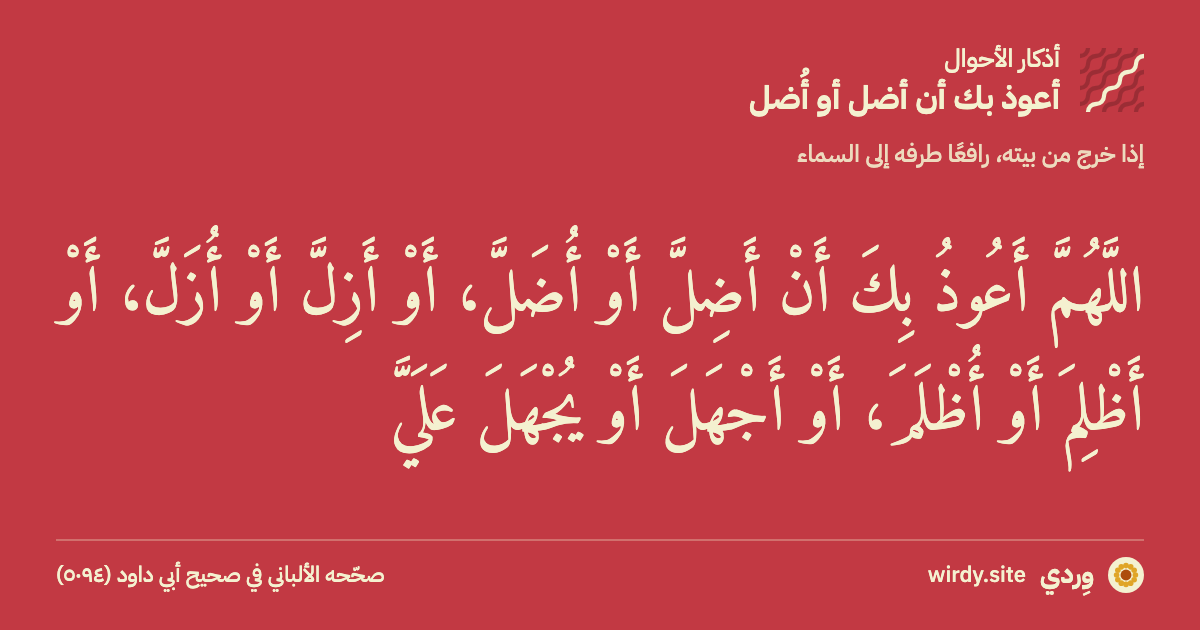 أذكار الأحوال
أعوذ بك أن أضل أو أُضل
إذا خرج من بيته، رافعًا طرفه إلى السماء
اللَّهُمَّ أَعُوذُ بِكَ أَنْ أَضِلَّ أَوْ أُضَلَّ، أَوْ أَزِلَّ أَوْ أُزَلَّ، أَوْ
أَظْلِمَ أَوْ أُظْلَمَ، أَوْ أَجْهَلَ أَوْ يُجْهَلَ عَلَيَّ
وِردي wirdy.site
صحّحه الألباني في صحيح أبي داود (٥٠٩٤)